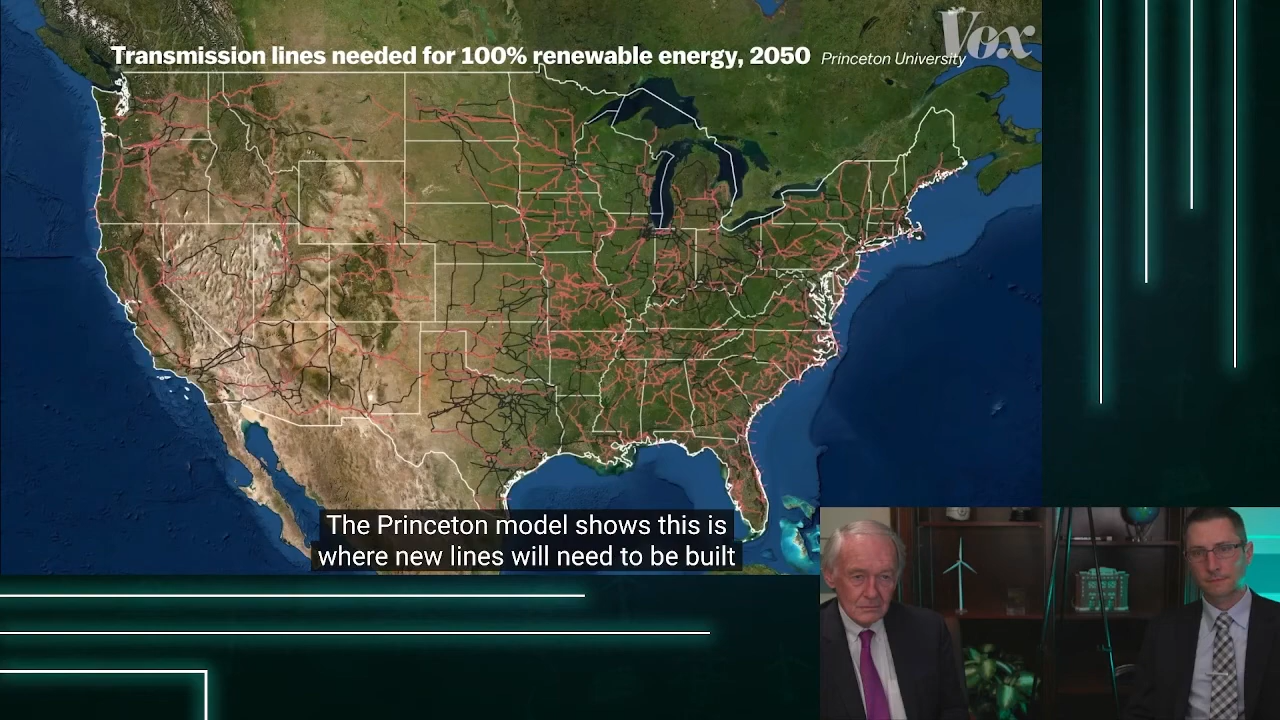 Vox
Transmission lines needed for 100% renewable energy, 2050 Princeton University
The Princeton model shows this is
where new lines will need to be built